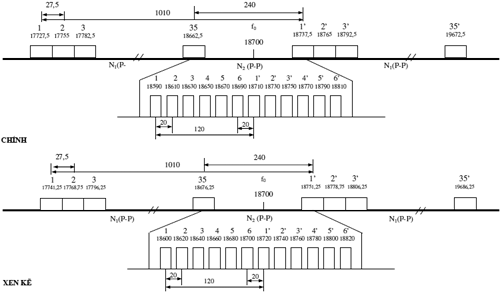 27,5
240
1010
f₀
1 2 3 35 18700 1' 2' 3' 35'
17727,5 17755 17782,5 18662,5 18737,5 18765 18792,5 19672,5
N₁(P- N₂ (P-P) N₁(P-P)
1 2 3 4 5 6 1' 2' 3' 4' 5' 6'
18590 18610 18630 18650 18670 18690 18710 18730 18750 18770 18790 18810
20 20
120
CHÍNH
27,5
240
1010
1 2 3 35 f₀ 1' 2' 3' 35'
17741,25 17768,75 17796,25 18676,25 18700 18751,25 18778,75 18806,25 19686,25
N₁(P-P) N₂ (P-P) N₁(P-P)
1 2 3 4 5 6 1' 2' 3' 4' 5' 6'
18600 18620 18640 18660 18680 18700 18720 18740 18760 18780 18800 18820
20 20
120
XEN KẼ